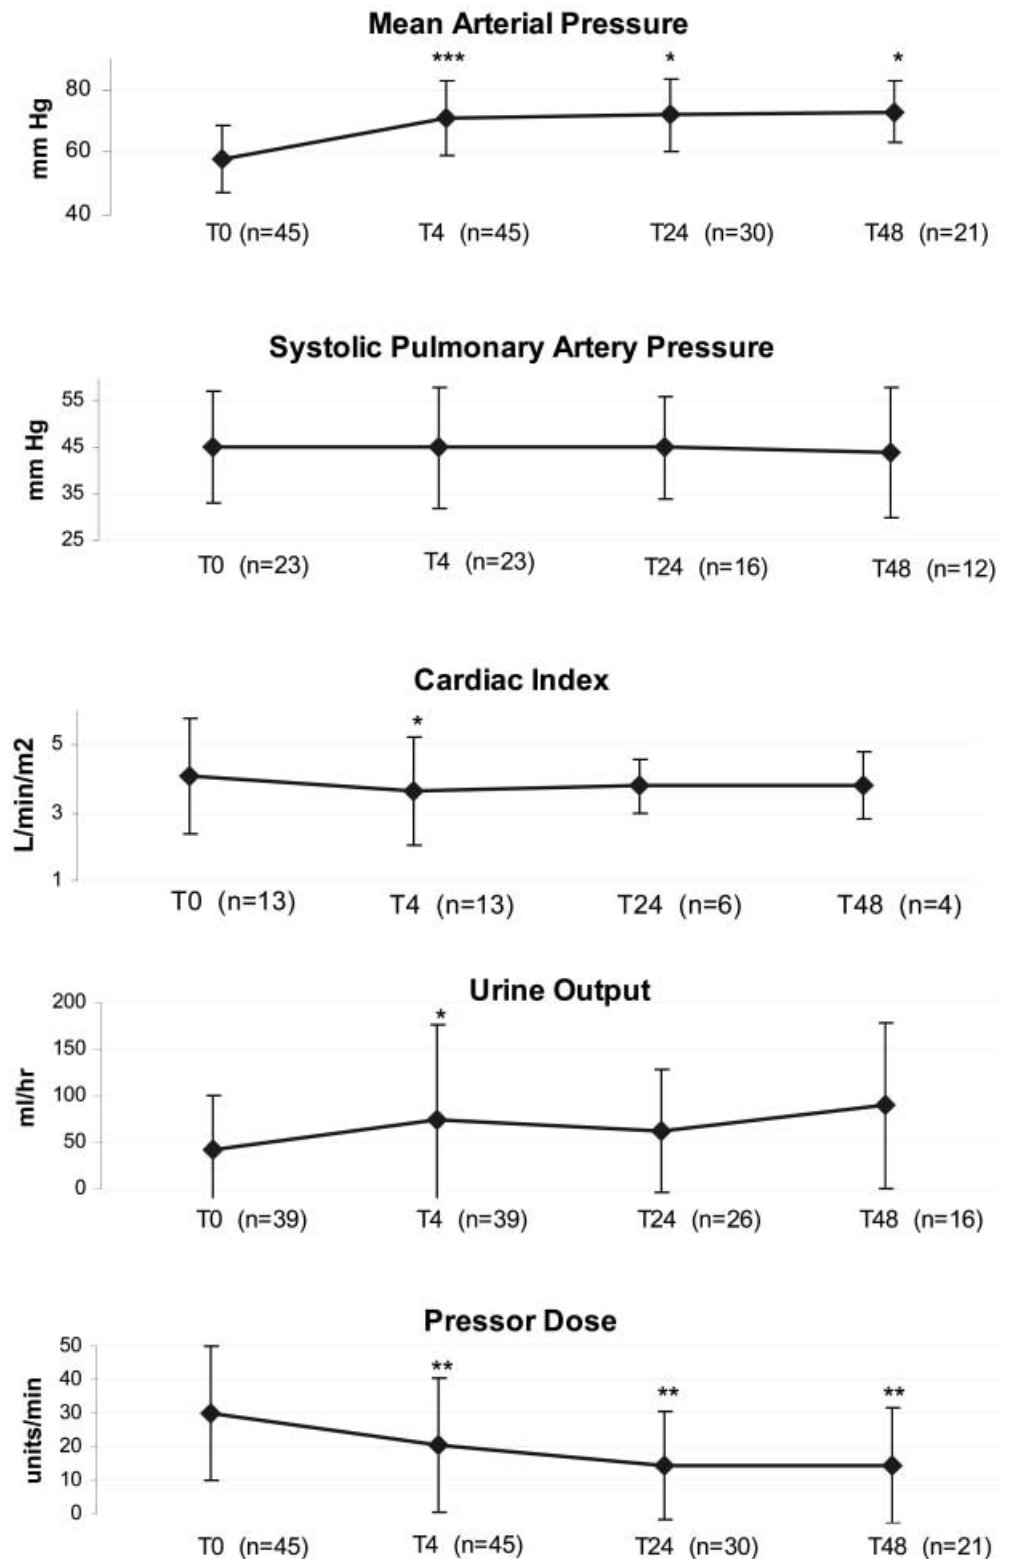 Mean Arterial Pressure
*** * *
mm Hg
80
60
40
T0 (n=45) T4 (n=45) T24 (n=30) T48 (n=21)
Systolic Pulmonary Artery Pressure
mm Hg
55
45
35
25
T0 (n=23) T4 (n=23) T24 (n=16) T48 (n=12)
Cardiac Index
*
L/min/m2
5
3
1
T0 (n=13) T4 (n=13) T24 (n=6) T48 (n=4)
Urine Output
*
ml/hr
200
150
100
50
0
T0 (n=39) T4 (n=39) T24 (n=26) T48 (n=16)
Pressor Dose
** ** **
units/min
50
40
30
20
10
0
T0 (n=45) T4 (n=45) T24 (n=30) T48 (n=21)